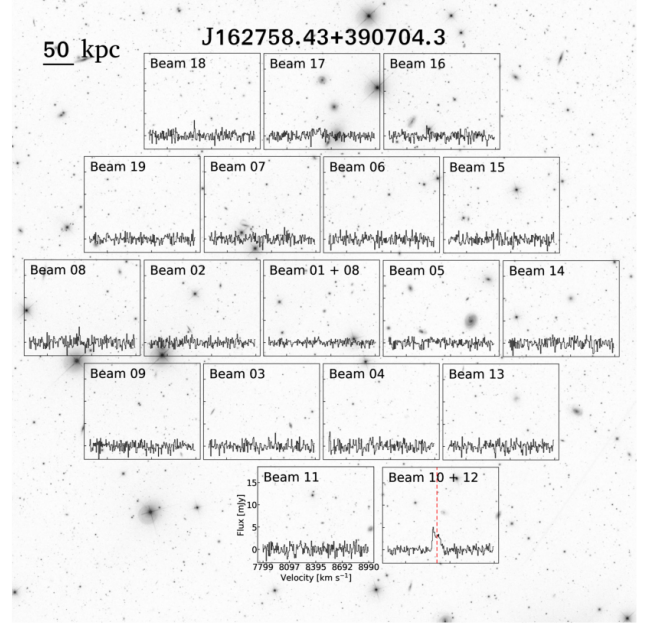 J162758.43+390704.3
50 kpc
Beam 18
Beam 17
Beam 16
Beam 19
Beam 07
Beam 06
Beam 15
Beam 08
Beam 02
Beam 01 + 08
Beam 05
Beam 14
Beam 09
Beam 03
Beam 04
Beam 13
Beam 11
Beam 10 + 12
15
10
5
0
Flux [mJy]
7799 8097 8395 8692 8990
Velocity [km s⁻¹]